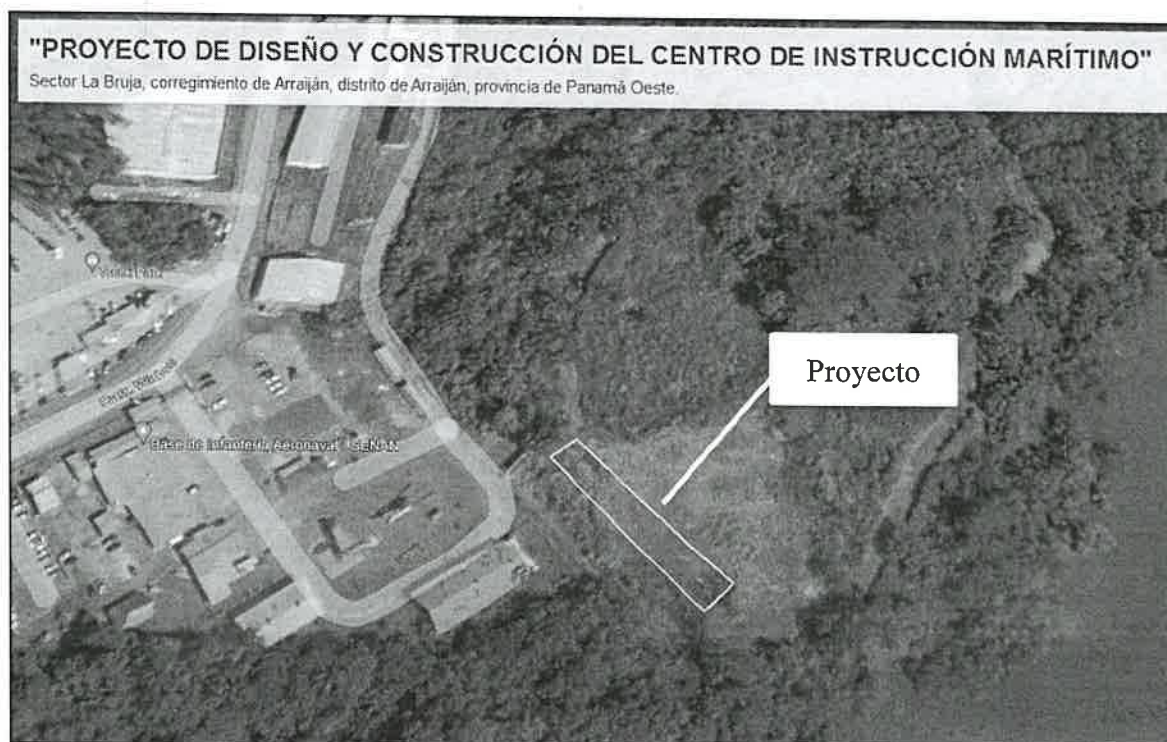 "PROYECTO DE DISEÑO Y CONSTRUCCIÓN DEL CENTRO DE INSTRUCCIÓN MARÍTIMO"
Sector La Bruja, corregimiento de Arraiján, distrito de Arraiján, provincia de Panamá Oeste.
Proyecto
Base de Infantería Aeronaval - SENAN